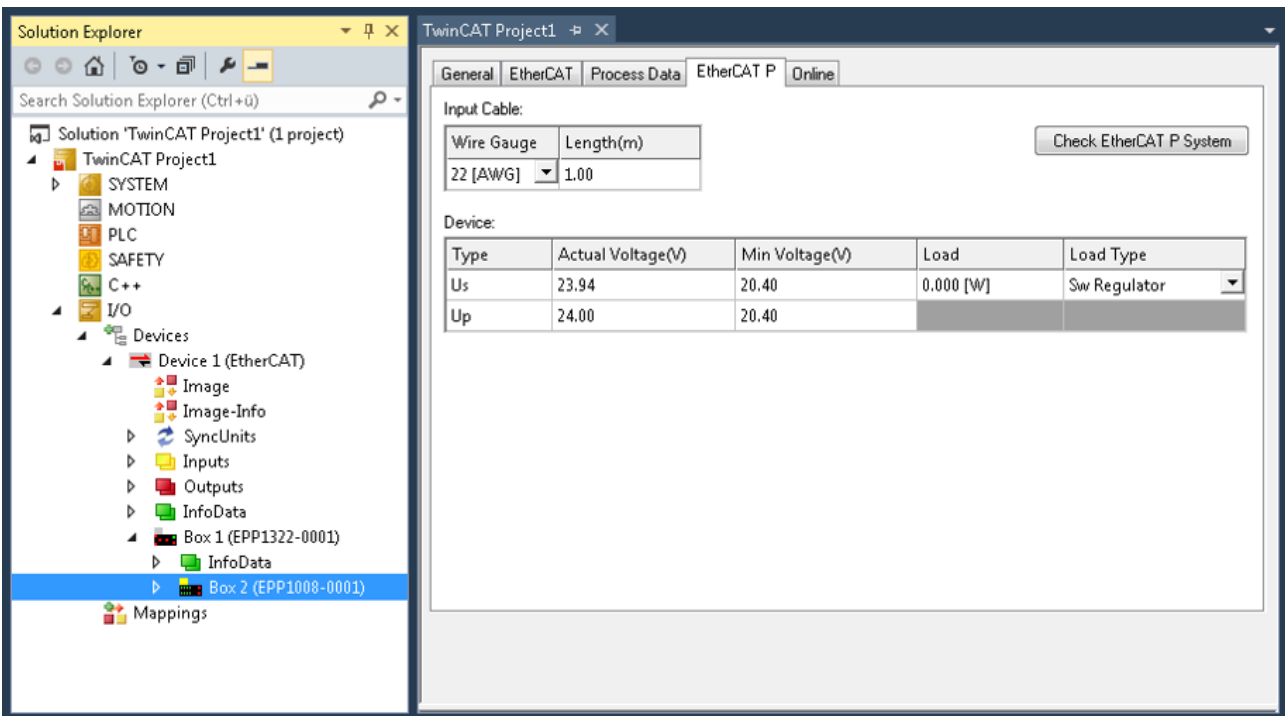 Solution Explorer
Search Solution Explorer (Ctrl+ü)
Solution 'TwinCAT Project1' (1 project)
TwinCAT Project1
SYSTEM
MOTION
PLC
SAFETY
C++
I/O
Devices
Device 1 (EtherCAT)
Image
Image-Info
SyncUnits
Inputs
Outputs
InfoData
Box 1 (EPP1322-0001)
InfoData
Box 2 (EPP1008-0001)
Mappings
TwinCAT Project1
General EtherCAT Process Data EtherCAT P Online
Input Cable:
Wire Gauge Length(m)
22 [AWG] 1.00
Check EtherCAT P System
Device:
Type Actual Voltage(V) Min Voltage(V) Load Load Type
Us 23.94 20.40 0.000 [W] Sw Regulator
Up 24.00 20.40